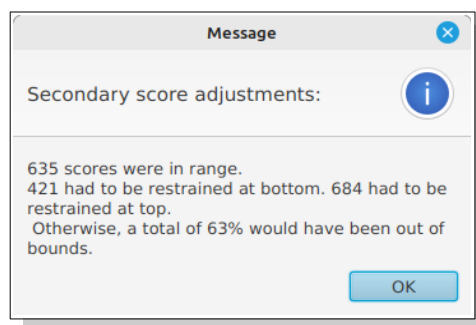 Message
Secondary score adjustments:
635 scores were in range.
421 had to be restrained at bottom. 684 had to be
restrained at top.
Otherwise, a total of 63% would have been out of
bounds.
OK